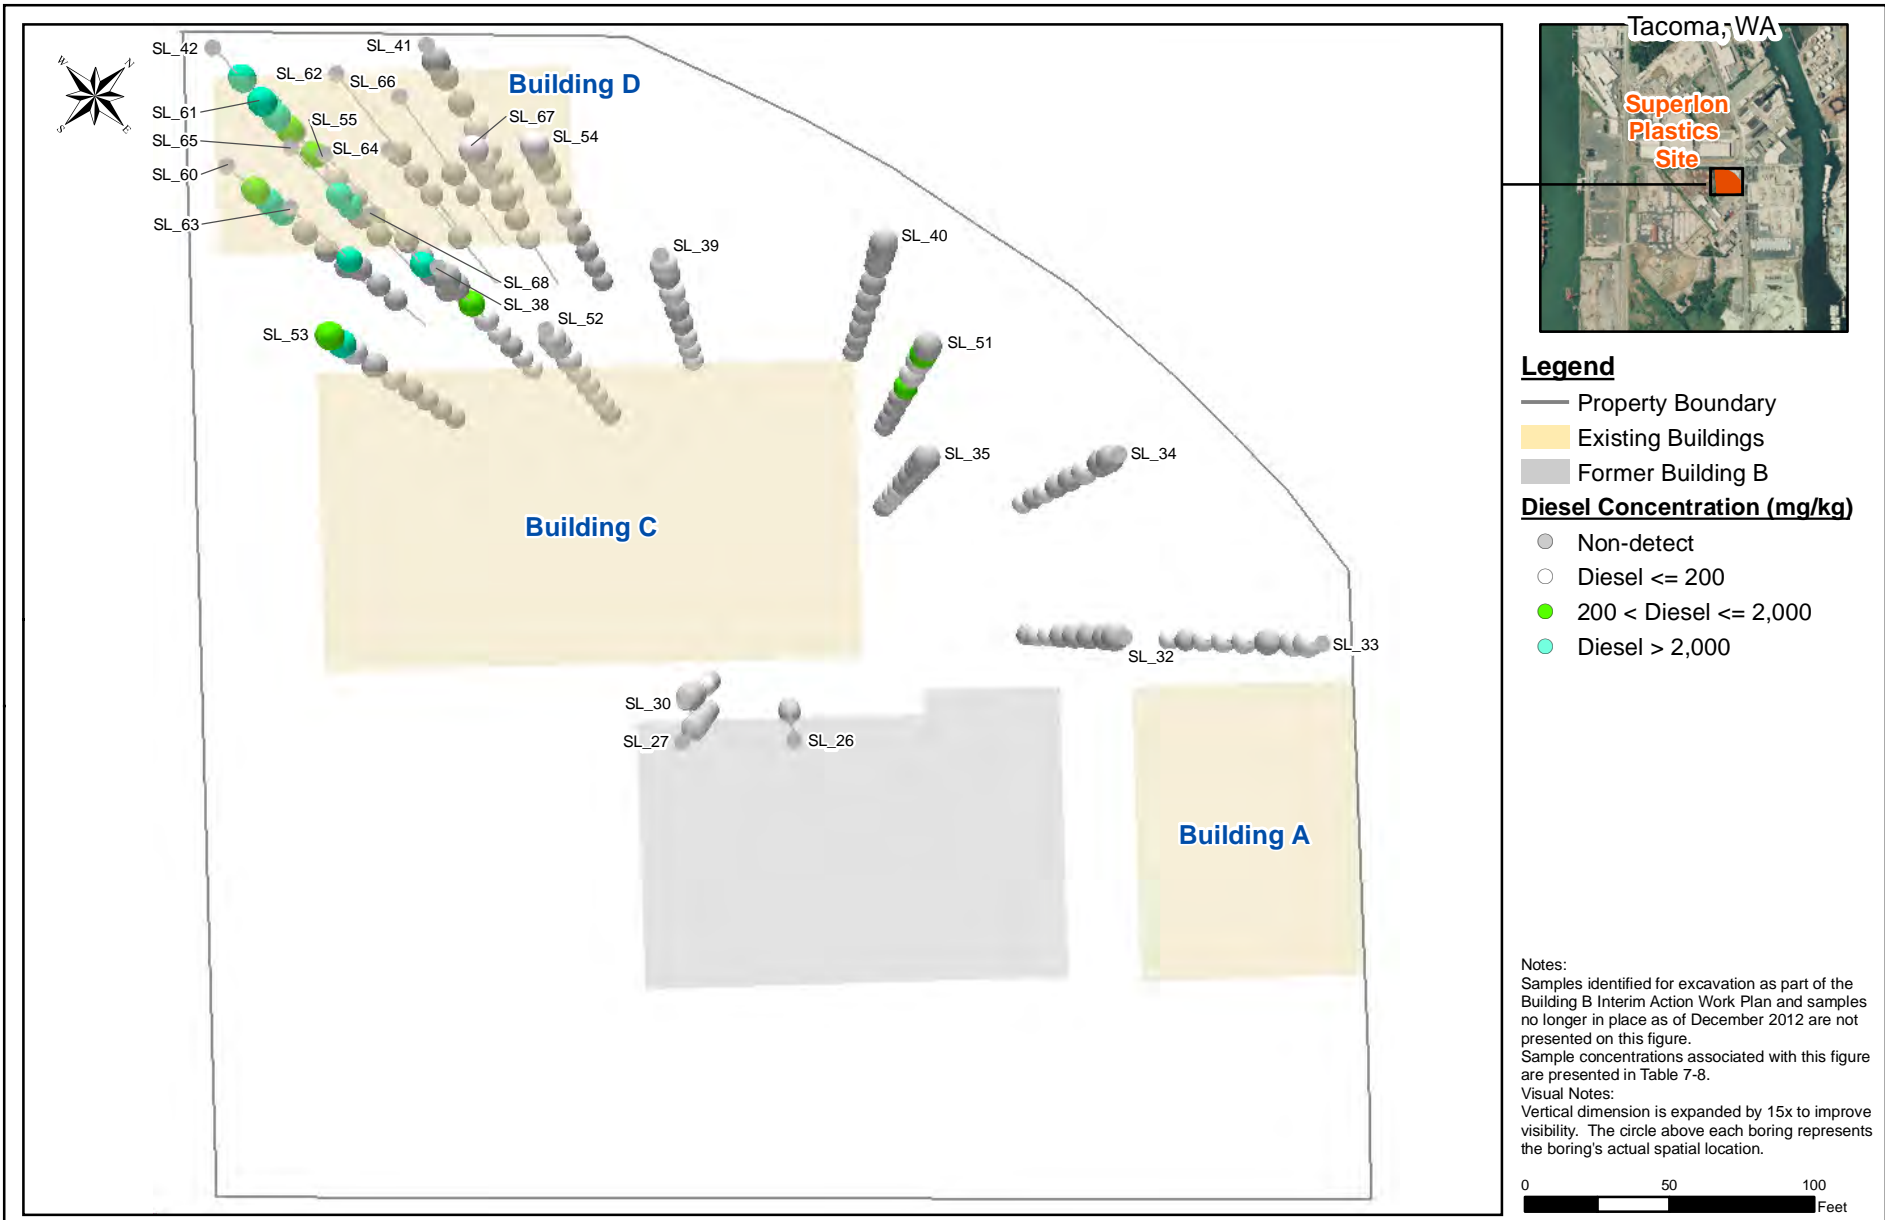 W
N
S
E
SL_42
SL_41
SL_62
SL_66
Building D
SL_61
SL_55
SL_67
SL_65
SL_64
SL_54
SL_60
SL_63
SL_39
SL_40
SL_68
SL_38
SL_52
SL_53
SL_51
SL_35
SL_34
Building C
SL_32
SL_33
SL_30
SL_27
SL_26
Building A
Tacoma, WA
Superlon
Plastics
Site
Legend
Property Boundary
Existing Buildings
Former Building B
Diesel Concentration (mg/kg)
Non-detect
Diesel <= 200
200 < Diesel <= 2,000
Diesel > 2,000
Notes:
Samples identified for excavation as part of the
Building B Interim Action Work Plan and samples
no longer in place as of December 2012 are not
presented on this figure.
Sample concentrations associated with this figure
are presented in Table 7-8.
Visual Notes:
Vertical dimension is expanded by 15x to improve
visibility. The circle above each boring represents
the boring's actual spatial location.
0 50 100
Feet